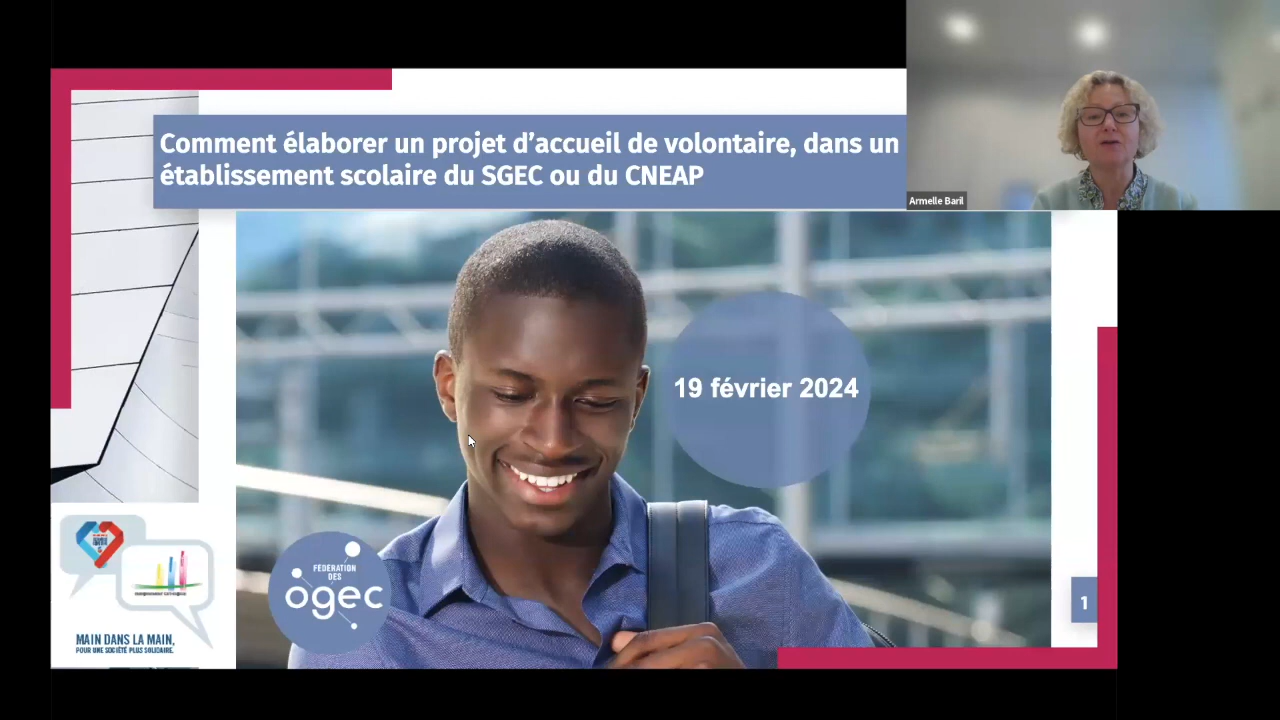 Comment élaborer un projet d’accueil de volontaire, dans un
établissement scolaire du SGEC ou du CNEAP
Armelle Baril
19 février 2024
FÉDERATION
DES
ogec
1
MAIN DANS LA MAIN,
POUR UNE SOCIÉTÉ PLUS SOLIDAIRE.